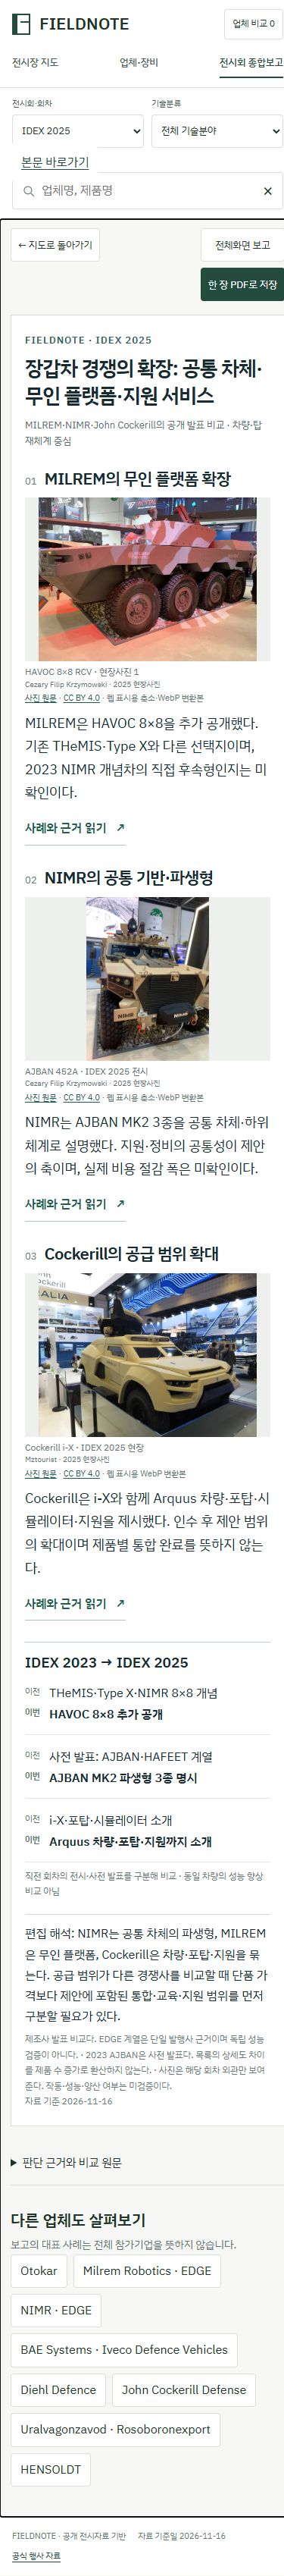 FIELDNOTE
업체 비교 0
전시장 지도
업체·장비
전시회 종합보고
전시회·회차
기술분류
IDEX 2025
전체 기술분야
본문 바로가기
업체명, 제품명
← 지도로 돌아가기
전체화면 보고
한 장 PDF로 저장
FIELDNOTE · IDEX 2025
장갑차 경쟁의 확장: 공통 차체·
무인 플랫폼·지원 서비스
MILREM·NIMR·John Cockerill의 공개 발표 비교 · 차량·탑
재체계 중심
01 MILREM의 무인 플랫폼 확장
HAVOC 8×8 RCV · 현장사진 1
Cezary Filip Krzymowski · 2025 현장사진
사진 원문 · CC BY 4.0 · 웹 표시용 축소·WebP 변환본
MILREM은 HAVOC 8×8을 추가 공개했다.
기존 THeMIS·Type X와 다른 선택지이며,
2023 NIMR 개념차의 직접 후속형인지는 미
확인이다.
사례와 근거 읽기 ↗
02 NIMR의 공통 기반·파생형
NIMR
AJBAN 452A · IDEX 2025 전시
Cezary Filip Krzymowski · 2025 현장사진
사진 원문 · CC BY 4.0 · 웹 표시용 축소·WebP 변환본
NIMR는 AJBAN MK2 3종을 공통 차체·하위
체계로 설명했다. 지원·정비의 공통성이 제안
의 축이며, 실제 비용 절감 폭은 미확인이다.
사례와 근거 읽기 ↗
03 Cockerill의 공급 범위 확대
Cockerill i-X · IDEX 2025 현장
Mztourist · 2025 현장사진
사진 원문 · CC BY 4.0 · 웹 표시용 WebP 변환본
Cockerill은 i-X와 함께 Arquus 차량·포탑·시
뮬레이터·지원을 제시했다. 인수 후 제안 범위
의 확대이며 제품별 통합 완료를 뜻하지 않는
다.
사례와 근거 읽기 ↗
IDEX 2023 → IDEX 2025
이전 THeMIS·Type X·NIMR 8×8 개념
이번 HAVOC 8×8 추가 공개
이전 사전 발표: AJBAN·HAFEET 계열
이번 AJBAN MK2 파생형 3종 명시
이전 i-X·포탑·시뮬레이터 소개
이번 Arquus 차량·포탑·지원까지 소개
직전 회차의 전시·사전 발표를 구분해 비교 · 동일 차량의 성능 향상
비교 아님
편집 해석: NIMR는 공통 차체의 파생형, MILREM
은 무인 플랫폼, Cockerill은 차량·포탑·지원을 묶
는다. 공급 범위가 다른 경쟁사를 비교할 때 단품 가
격보다 제안에 포함된 통합·교육·지원 범위를 먼저
구분할 필요가 있다.
제조사 발표 비교다. EDGE 계열은 단일 발행사 근거이며 독립 성능
검증이 아니다. · 2023 AJBAN은 사전 발표다. 목록의 상세도 차이
를 제품 수 증가로 환산하지 않는다. · 사진은 해당 회차 외관만 보여
준다. 작동·성능·양산 여부는 미검증이다.
자료 기준 2026-11-16
▶ 판단 근거와 비교 원문
다른 업체도 살펴보기
보고의 대표 사례는 전체 참가기업을 뜻하지 않습니다.
Otokar
Milrem Robotics · EDGE
NIMR · EDGE
BAE Systems · Iveco Defence Vehicles
Diehl Defence
John Cockerill Defense
Uralvagonzavod · Rosoboronexport
HENSOLDT
FIELDNOTE · 공개 전시자료 기반 자료 기준일 2026-11-16
공식 행사 자료